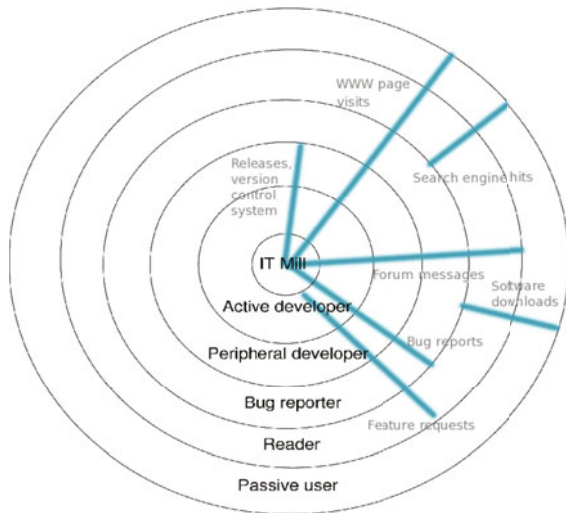 WWW page
visits
Releases,
version
control
system
Search engine hits
IT Mill
Forum messages
Software
downloads
Active developer
Bug reports
Peripheral developer
Bug reporter
Feature requests
Reader
Passive user